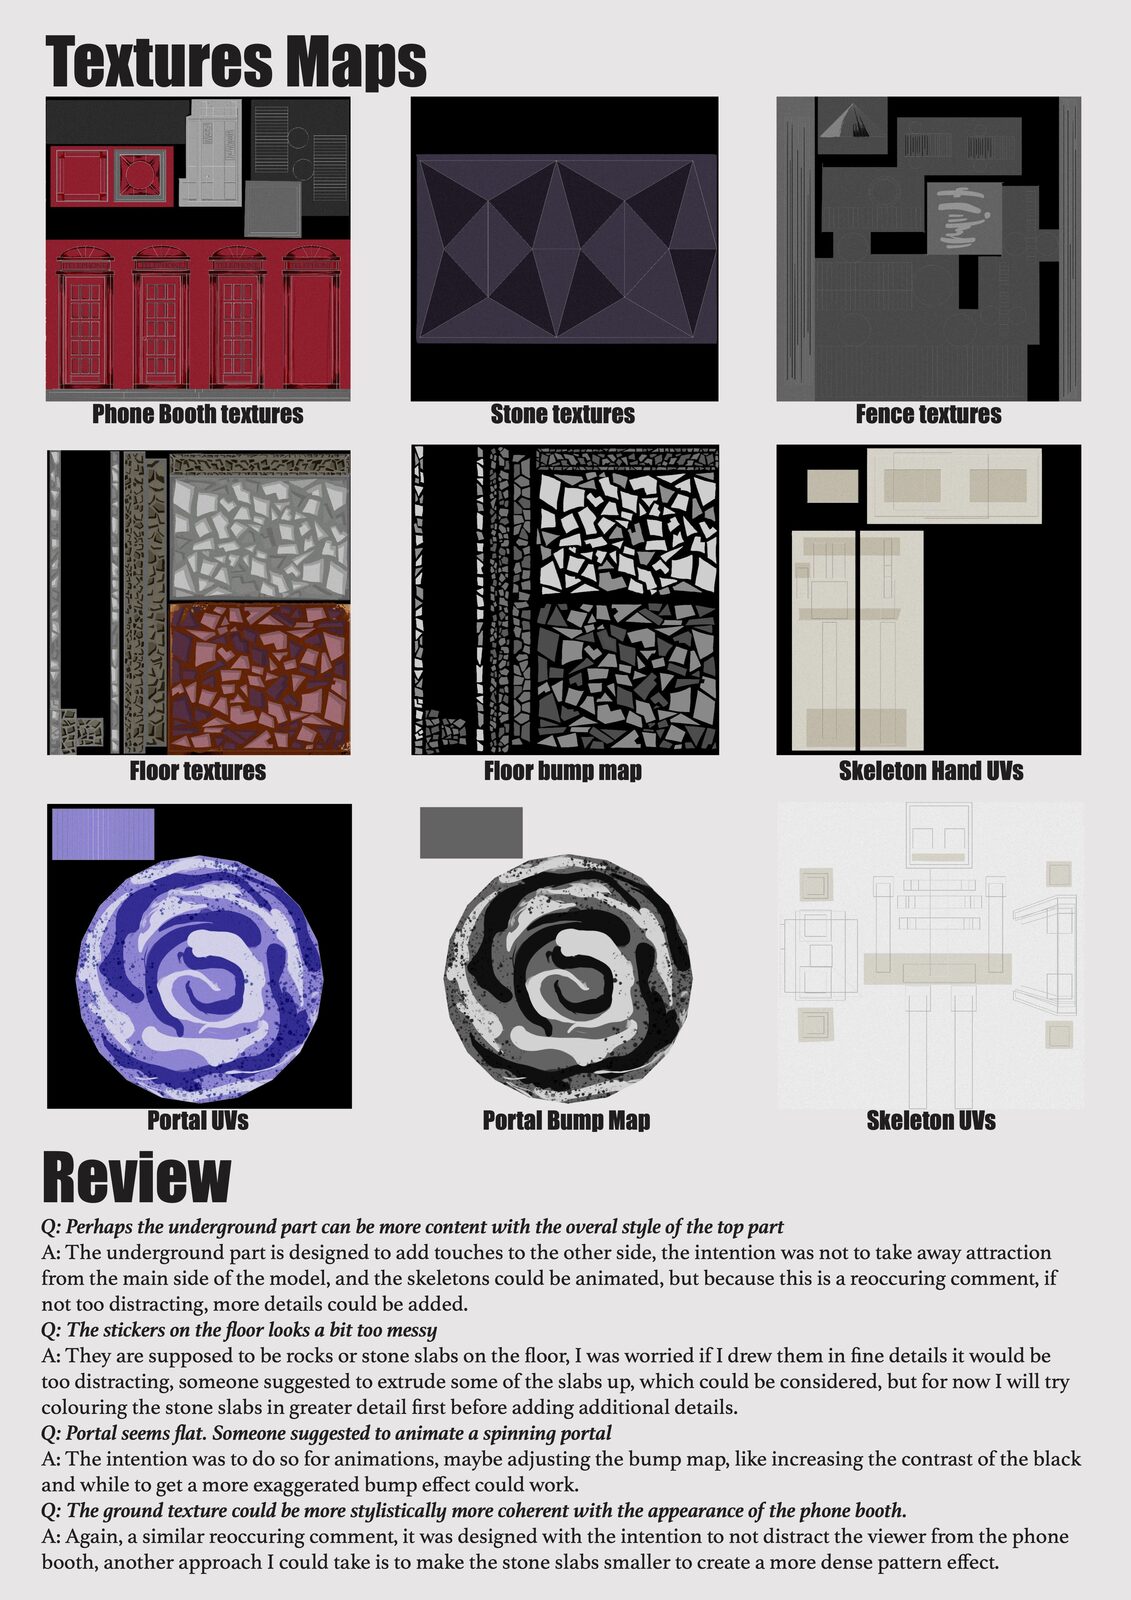 Textures Maps
TELEPHONE TELEPHONE TELEPHONE TELEPHONE
Phone Booth textures
Stone textures
Fence textures
Floor textures
Floor bump map
Skeleton Hand UVs
Portal UVs
Portal Bump Map
Skeleton UVs
Review
Q: Perhaps the underground part can be more content with the overal style of the top part
A: The underground part is designed to add touches to the other side, the intention was not to take away attraction
from the main side of the model, and the skeletons could be animated, but because this is a reoccuring comment, if
not too distracting, more details could be added.
Q: The stickers on the floor looks a bit too messy
A: They are supposed to be rocks or stone slabs on the floor, I was worried if I drew them in fine details it would be
too distracting, someone suggested to extrude some of the slabs up, which could be considered, but for now I will try
colouring the stone slabs in greater detail first before adding additional details.
Q: Portal seems flat. Someone suggested to animate a spinning portal
A: The intention was to do so for animations, maybe adjusting the bump map, like increasing the contrast of the black
and while to get a more exaggerated bump effect could work.
Q: The ground texture could be more stylistically more coherent with the appearance of the phone booth.
A: Again, a similar reoccuring comment, it was designed with the intention to not distract the viewer from the phone
booth, another approach I could take is to make the stone slabs smaller to create a more dense pattern effect.